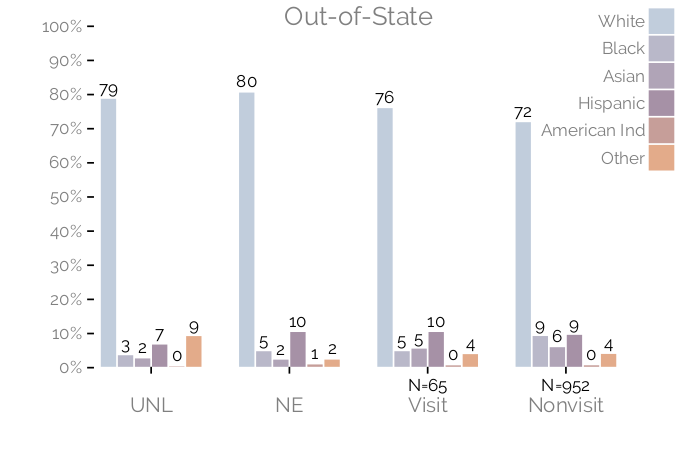 Out-of-State
100%
90%
80%
70%
60%
50%
40%
30%
20%
10%
0%
White
Black
Asian
Hispanic
American Ind
Other
79 3 2 7 0 9
80 5 2 10 1 2
76 5 5 10 0 4
72 9 6 9 0 4
N=65 N=952
UNL NE Visit Nonvisit